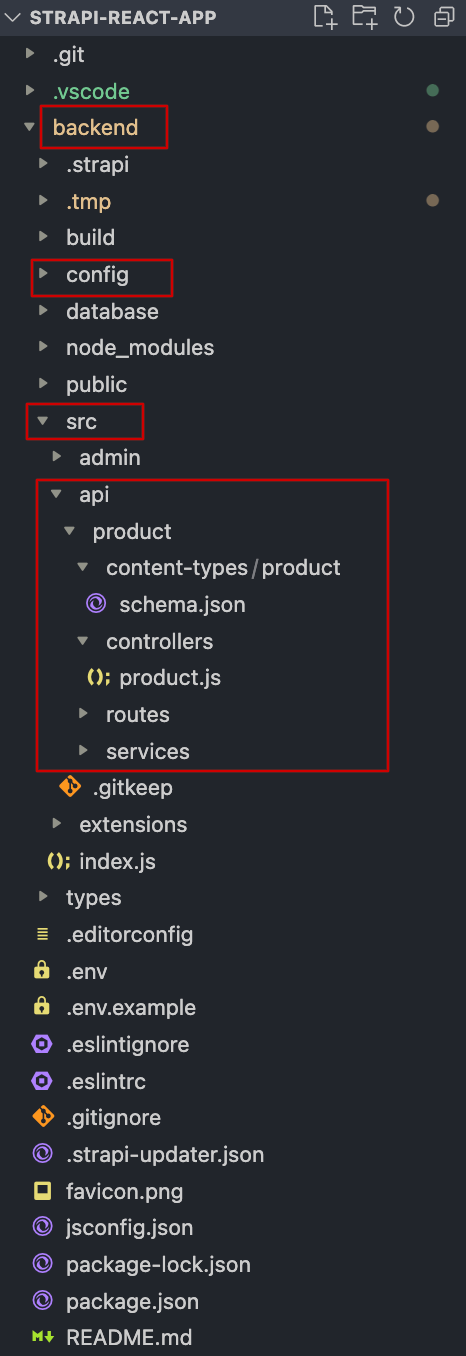 STRAPI-REACT-APP
.git
.vscode
backend
.strapi
.tmp
build
config
database
node_modules
public
src
admin
api
product
content-types/product
schema.json
controllers
product.js
routes
services
.gitkeep
extensions
index.js
types
.editorconfig
.env
.env.example
.eslintignore
.eslintrc
.gitignore
.strapi-updater.json
favicon.png
jsconfig.json
package-lock.json
package.json
README.md